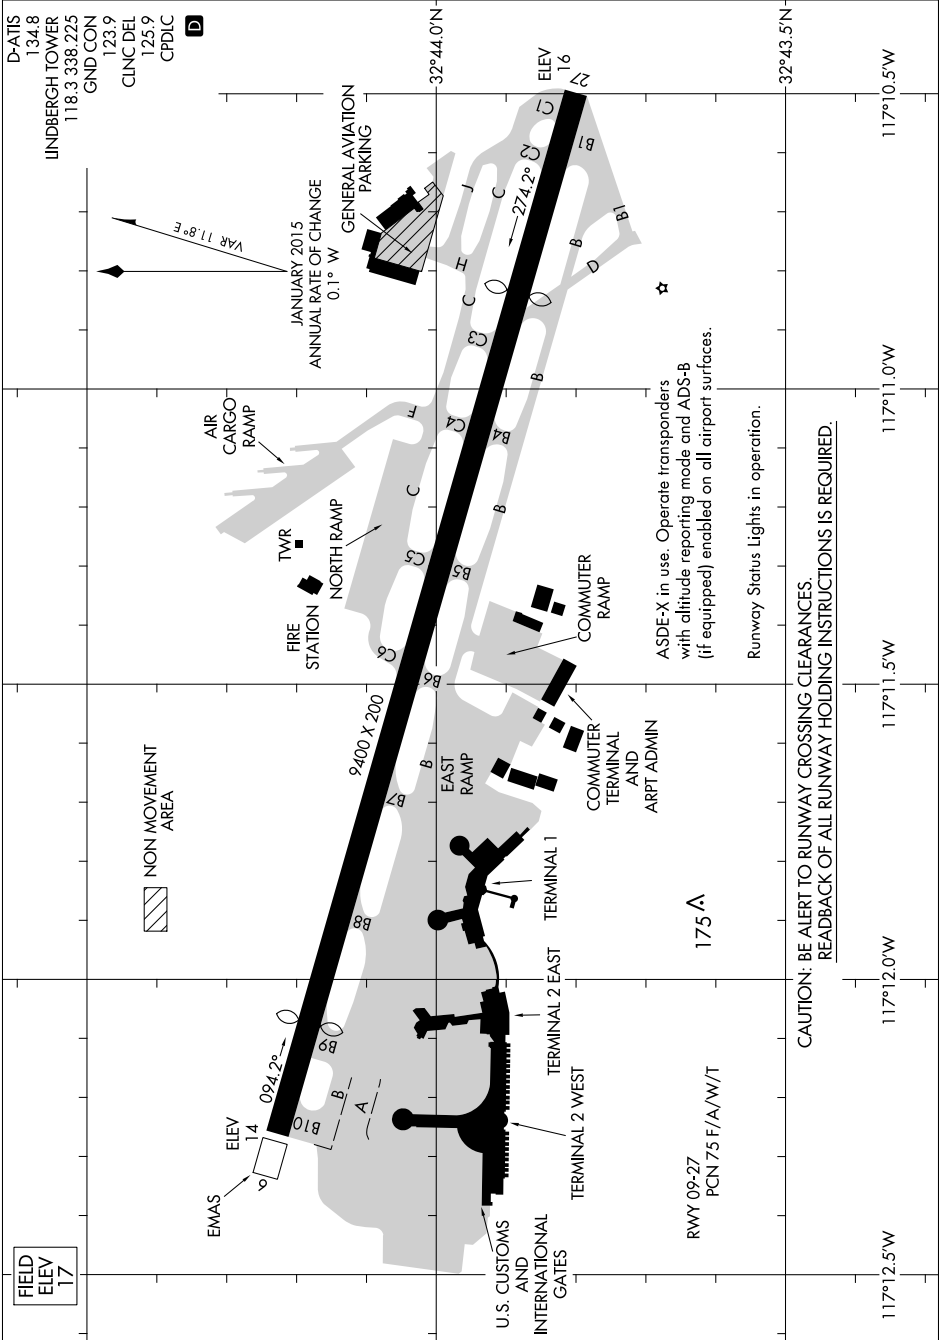 D-ATIS
134.8
LINDBERGH TOWER
118.3 338.225
GND CON
123.9
CLNC DEL
125.9
CPDLC
D
FIELD
ELEV
17
VAR 11.8° E
JANUARY 2015
ANNUAL RATE OF CHANGE
0.1° W
GENERAL AVIATION
PARKING
32°44.0'N
32°43.5'N
ELEV
16
27
C1
C2
B1
B1
J
C
274.2°
H
C
B
D
C3
B
AIR
CARGO
RAMP
F
C4
B4
C
B
TWR
NORTH RAMP
C5
B5
FIRE
STATION
C6
B6
COMMUTER
RAMP
9400 X 200
B
EAST
RAMP
B7
NON MOVEMENT
AREA
COMMUTER
TERMINAL
AND
ARPT ADMIN
B8
TERMINAL 1
TERMINAL 2 EAST
TERMINAL 2 WEST
B9
094.2°
B
A
B10
ELEV
14
9
EMAS
U.S. CUSTOMS
AND
INTERNATIONAL
GATES
175
RWY 09-27
PCN 75 F/A/W/T
ASDE-X in use. Operate transponders
with altitude reporting mode and ADS-B
(if equipped) enabled on all airport surfaces.
Runway Status Lights in operation.
CAUTION: BE ALERT TO RUNWAY CROSSING CLEARANCES.
READBACK OF ALL RUNWAY HOLDING INSTRUCTIONS IS REQUIRED.
117°12.5'W
117°12.0'W
117°11.5'W
117°11.0'W
117°10.5'W